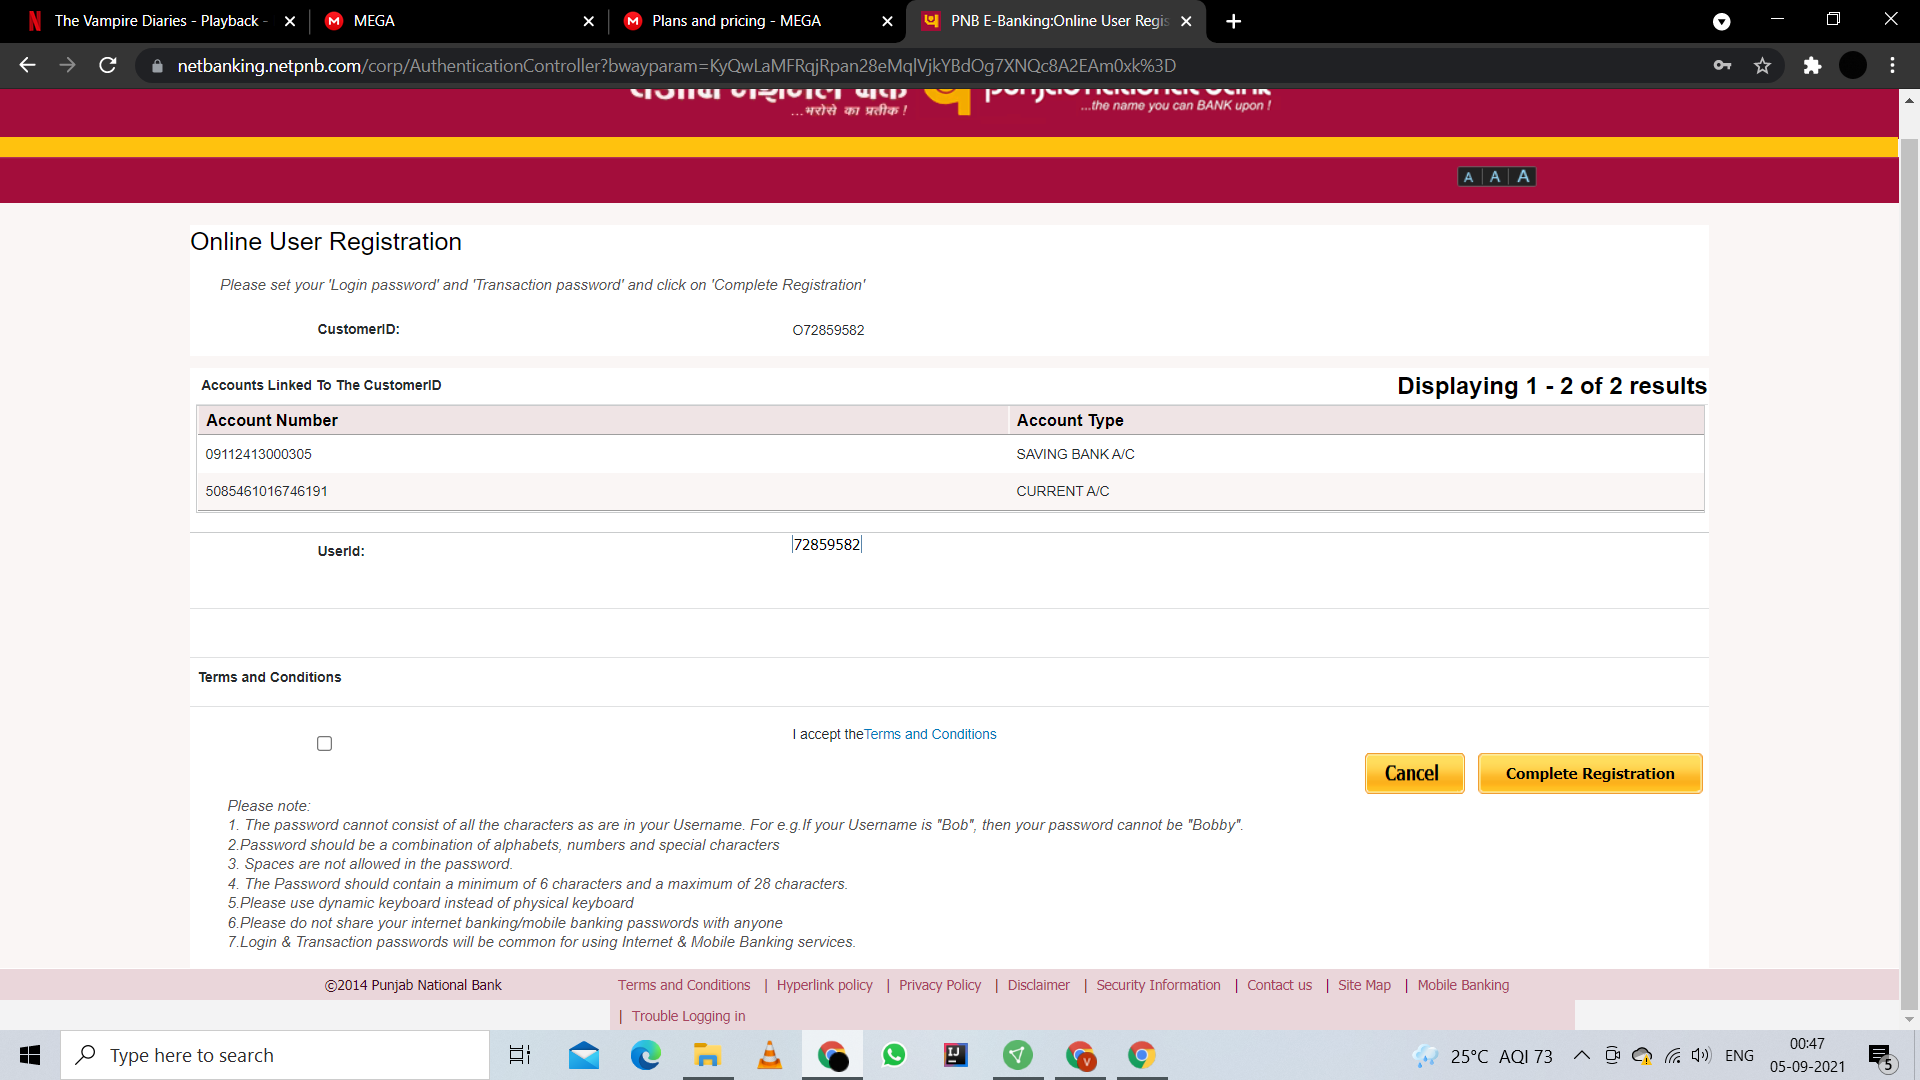 The Vampire Diaries - Playback -
MEGA
Plans and pricing - MEGA
PNB E-Banking:Online User Regis
netbanking.netpnb.com/corp/AuthenticationController?bwayparam=KyQwLaMFRqjRpan28eMqlVjkYBdOg7XNQc8A2EAm0xk%3D
पंजाब नैशनल बैंक punjab national bank
...भरोसे का प्रतीक ! ...the name you can BANK upon !
A A A
Online User Registration
Please set your 'Login password' and 'Transaction password' and click on 'Complete Registration'
CustomerID: O72859582
Accounts Linked To The CustomerID Displaying 1 - 2 of 2 results
Account Number Account Type
09112413000305 SAVING BANK A/C
5085461016746191 CURRENT A/C
UserId: 72859582
Terms and Conditions
I accept theTerms and Conditions
Cancel Complete Registration
Please note:
1. The password cannot consist of all the characters as are in your Username. For e.g.If your Username is "Bob", then your password cannot be "Bobby".
2.Password should be a combination of alphabets, numbers and special characters
3. Spaces are not allowed in the password.
4. The Password should contain a minimum of 6 characters and a maximum of 28 characters.
5.Please use dynamic keyboard instead of physical keyboard
6.Please do not share your internet banking/mobile banking passwords with anyone
7.Login & Transaction passwords will be common for using Internet & Mobile Banking services.
©2014 Punjab National Bank Terms and Conditions | Hyperlink policy | Privacy Policy | Disclaimer | Security Information | Contact us | Site Map | Mobile Banking
| Trouble Logging in
Type here to search
25°C AQI 73 ENG
00:47
05-09-2021
5